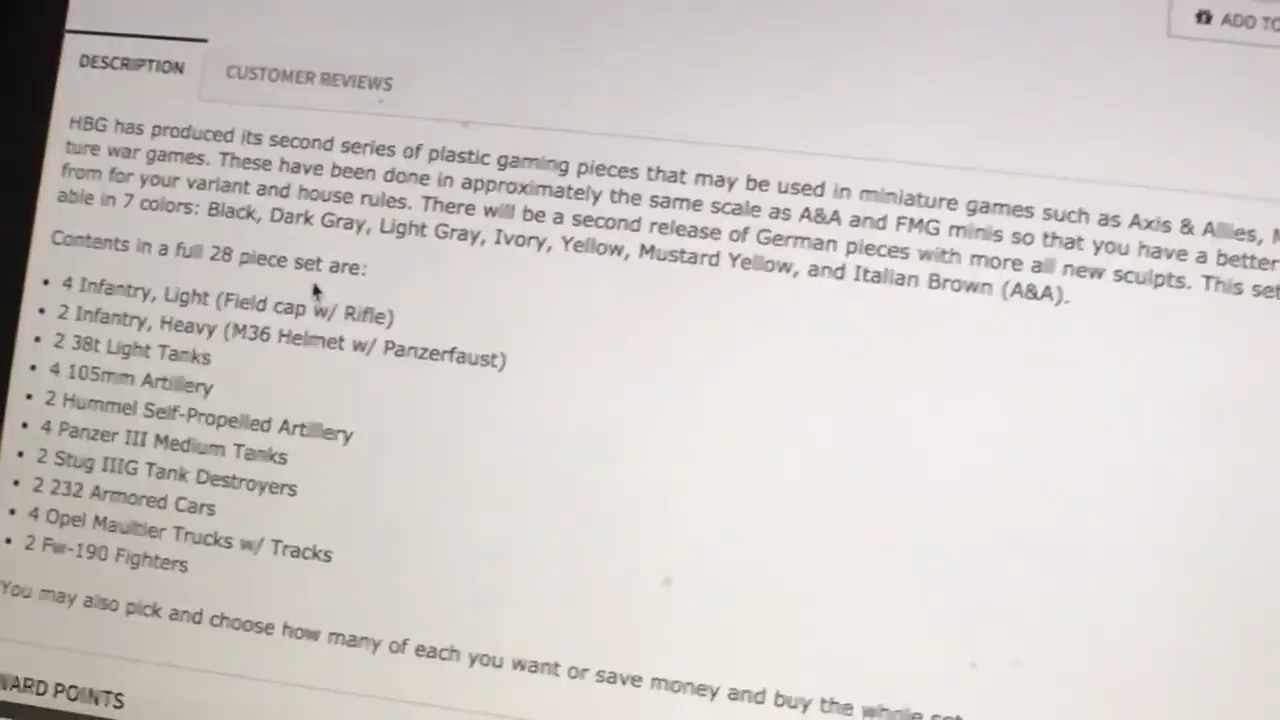 ADD TO
DESCRIPTION
CUSTOMER REVIEWS
HBG has produced its second series of plastic gaming pieces that may be used in miniature games such as Axis & Allies,
ture war games. These have been done in approximately the same scale as A&A and FMG minis so that you have a better
from for your variant and house rules. There will be a second release of German pieces with more all new sculpts. This set
able in 7 colors: Black, Dark Gray, Light Gray, Ivory, Yellow, Mustard Yellow, and Italian Brown (A&A).
Contents in a full 28 piece set are:
• 4 Infantry, Light (Field cap w/ Rifle)
• 2 Infantry, Heavy (M36 Helmet w/ Panzerfaust)
• 2 38t Light Tanks
• 4 105mm Artillery
• 2 Hummel Self-Propelled Artillery
• 4 Panzer III Medium Tanks
• 2 Stug IIIG Tank Destroyers
• 2 232 Armored Cars
• 4 Opel Maultier Trucks w/ Tracks
• 2 Fw-190 Fighters
You may also pick and choose how many of each you want or save money and buy the whole set
WARD POINTS